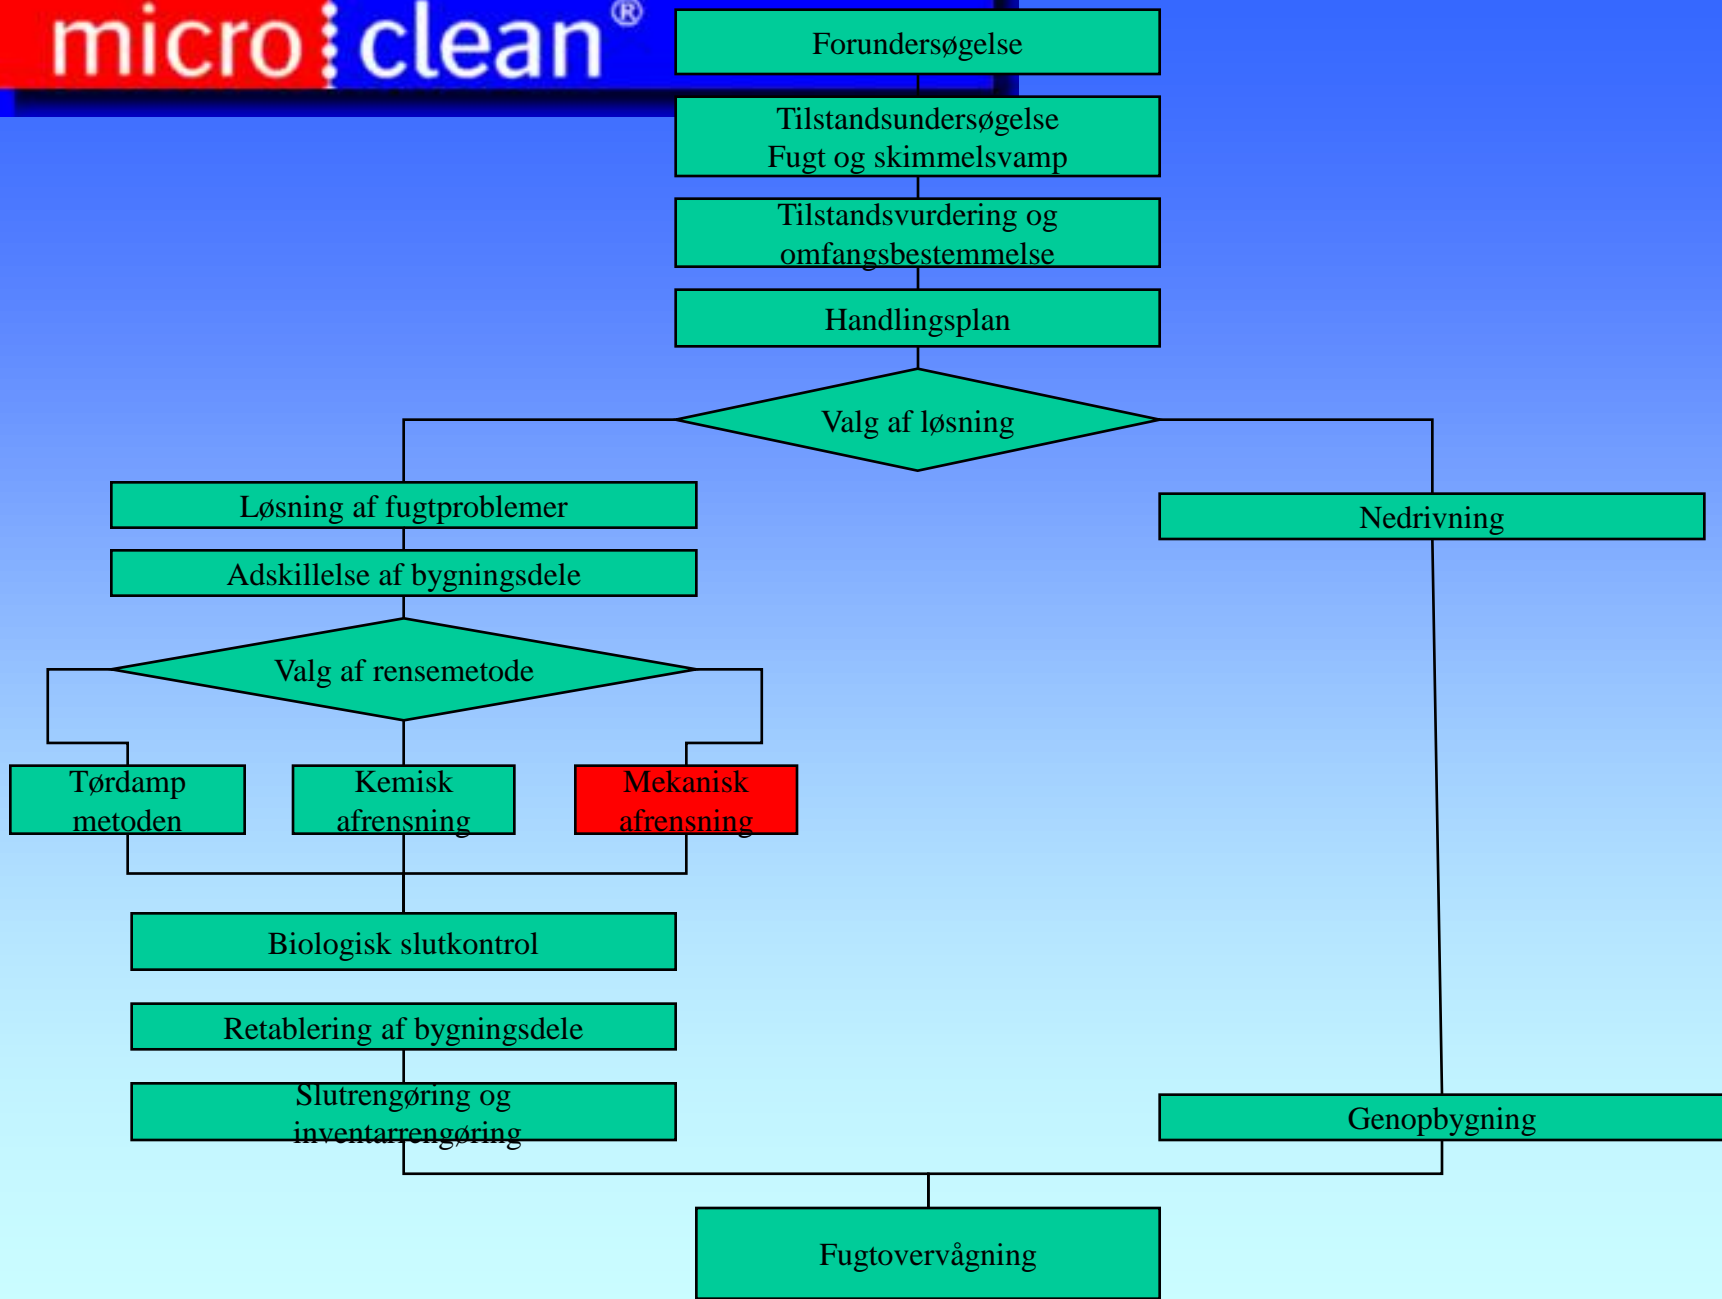 micro clean®
Forundersøgelse
Tilstandsundersøgelse
Fugt og skimmelsvamp
Tilstandsvurdering og
omfangsbestemmelse
Handlingsplan
Valg af løsning
Løsning af fugtproblemer
Nedrivning
Adskillelse af bygningsdele
Valg af rensemetode
Tørdamp
metoden
Kemisk
afrensning
Mekanisk
afrensning
Biologisk slutkontrol
Retablering af bygningsdele
Slutrengøring og
inventarrengøring
Genopbygning
Fugtovervågning